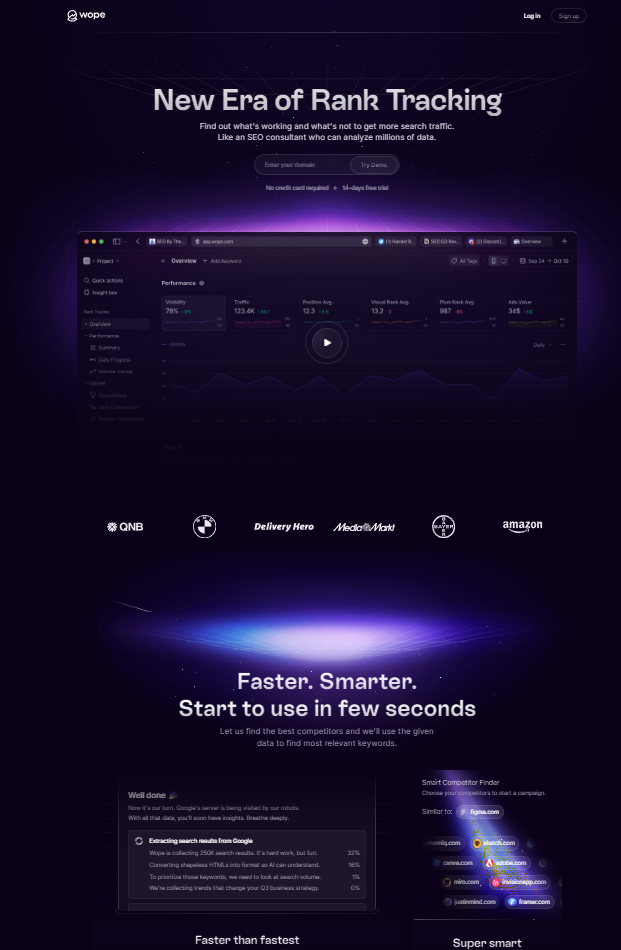 wope
Log in
Sign up
New Era of Rank Tracking
Find out what's working and what's not to get more search traffic.
Like an SEO consultant who can analyze millions of data.
Enter your domain
Try Demo
No credit card required + 14-days free trial
SEO By The...
app.wope.com
(1) Harriet B...
SEO Q3 Rev...
(2) Discord |...
Overview
Project
Overview
Add Keyword
All Tags
Sep 24 → Oct 10
Quick actions
Insight box
Rank Tracker
Overview
Performance
Summary
Daily Progress
Volume Trends
Market
Competitors
Performance
Visibility
78%
Traffic
123.4K
Position Avg.
12.3
Visual Rank Avg.
13.2
Pixel Rank Avg.
987
Ads Value
34$
Visibility
Daily
QNB
BMW
Delivery Hero
MediaMarkt
BAYER
amazon
Faster. Smarter.
Start to use in few seconds
Let us find the best competitors and we'll use the given
data to find most relevant keywords.
Well done
Now it's our turn. Google's server is being visited by our robots.
With all that data, you'll soon have insights. Breathe deeply.
Extracting search results from Google
Wope is collecting 250K search results. It's hard work, but fun. 32%
Converting shapeless HTMLs into format so AI can understand. 16%
To prioritize those keywords, we need to look at search volume. 1%
We're collecting trends that change your Q3 business strategy. 0%
Faster than fastest
Smart Competitor Finder
Choose your competitors to start a campaign.
Similar to: figma.com
sketch.com
canva.com
adobe.com
miro.com
invisionapp.com
justinmind.com
framer.com
Super smart